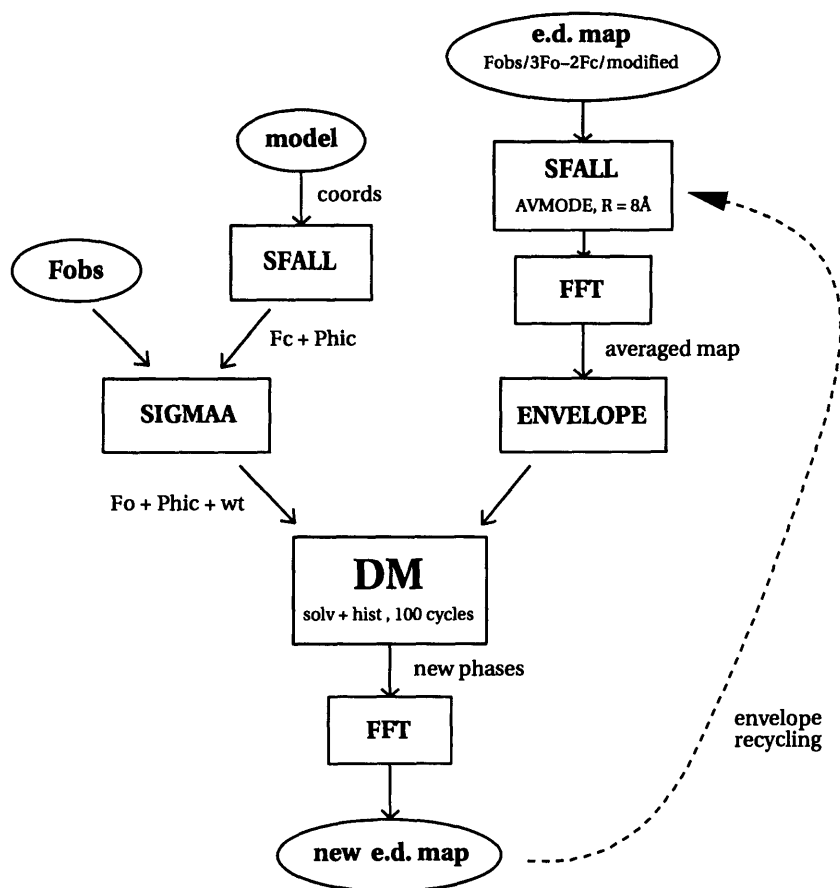 e.d. map
Fobs/3Fo–2Fc/modified
model
SFALL
AVMODE, R = 8Å
coords
Fobs
SFALL
FFT
Fc + Phic
averaged map
SIGMAA
ENVELOPE
Fo + Phic + wt
DM
solv + hist , 100 cycles
new phases
FFT
envelope
recycling
new e.d. map